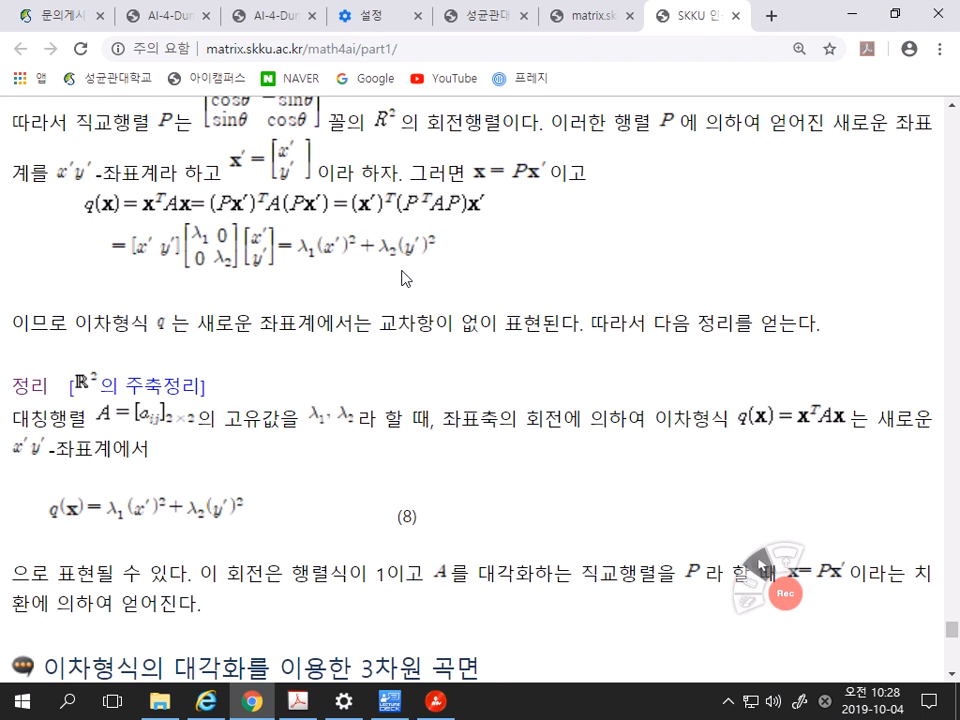 문의게시 AI-4-Dur AI-4-Dur 설정 성균관대 matrix.sk SKKU 인
주의 요함 matrix.skku.ac.kr/math4ai/part1/
앱 성균관대학교 아이캠퍼스 NAVER Google YouTube 프레지
cosθ −sinθ
따라서 직교행렬 P는 [sinθ cosθ] 꼴의 R² 의 회전행렬이다. 이러한 행렬 P 에 의하여 얻어진 새로운 좌표
계를 x′y′-좌표계라 하고 x′ = [x′ y′] 이라 하자. 그러면 x = Px′ 이고
q(x) = xᵀAx = (Px′)ᵀA(Px′) = (x′)ᵀ(PᵀAP)x′
= [x′ y′][λ₁ 0 0 λ₂][x′ y′] = λ₁(x′)² + λ₂(y′)²
이므로 이차형식 q 는 새로운 좌표계에서는 교차항이 없이 표현된다. 따라서 다음 정리를 얻는다.
정리 [ℝ²의 주축정리]
대칭행렬 A = [aᵢⱼ]₂×₂의 고유값을 λ₁, λ₂ 라 할 때, 좌표축의 회전에 의하여 이차형식 q(x) = xᵀAx 는 새로운
x′y′-좌표계에서
q(x) = λ₁(x′)² + λ₂(y′)² (8)
으로 표현될 수 있다. 이 회전은 행렬식이 1이고 A를 대각화하는 직교행렬을 P 라 할 때 x = Px′ 이라는 치
환에 의하여 얻어진다.
Rec
이차형식의 대각화를 이용한 3차원 곡면
LECTURE DECK
오전 10:28
2019-10-04